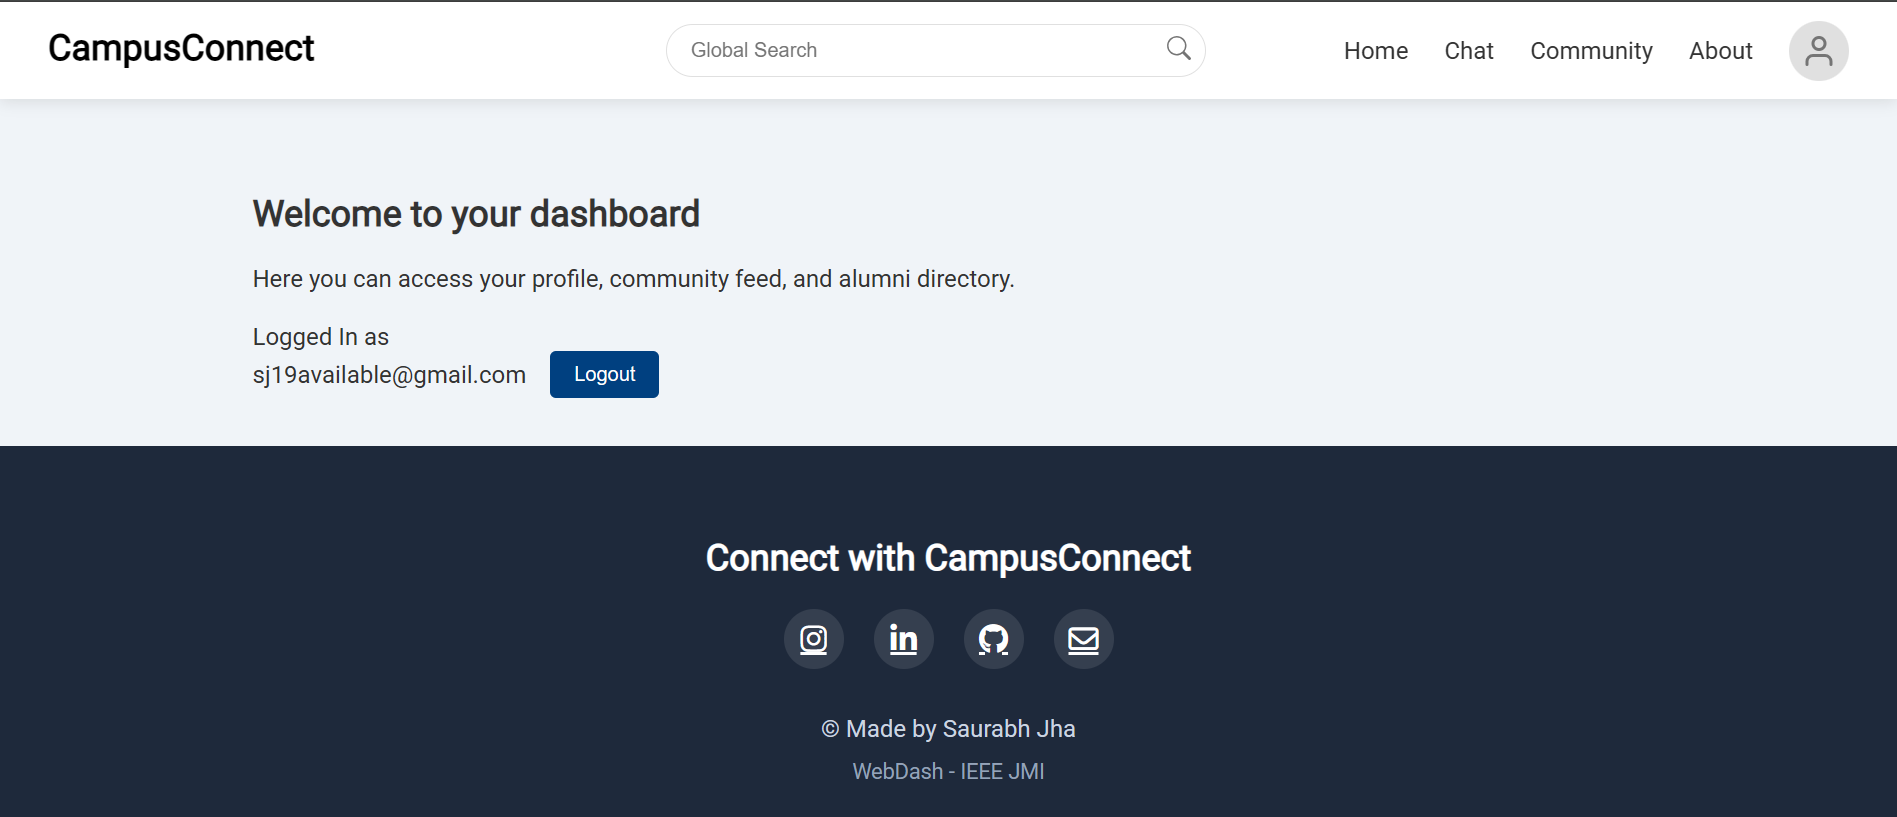 CampusConnect
Global Search
Home
Chat
Community
About
Welcome to your dashboard
Here you can access your profile, community feed, and alumni directory.
Logged In as
sj19available@gmail.com
Logout
Connect with CampusConnect
© Made by Saurabh Jha
WebDash - IEEE JMI